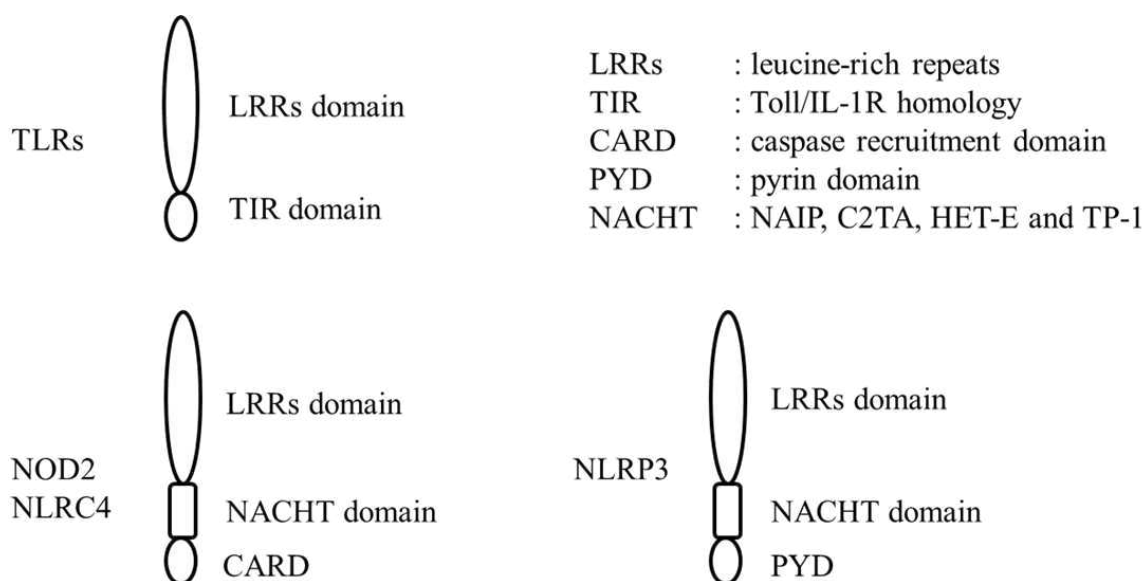 TLRs
LRRs domain
TIR domain
LRRs : leucine-rich repeats
TIR : Toll/IL-1R homology
CARD : caspase recruitment domain
PYD : pyrin domain
NACHT : NAIP, C2TA, HET-E and TP-1
NOD2
NLRC4
LRRs domain
NACHT domain
CARD
NLRP3
LRRs domain
NACHT domain
PYD